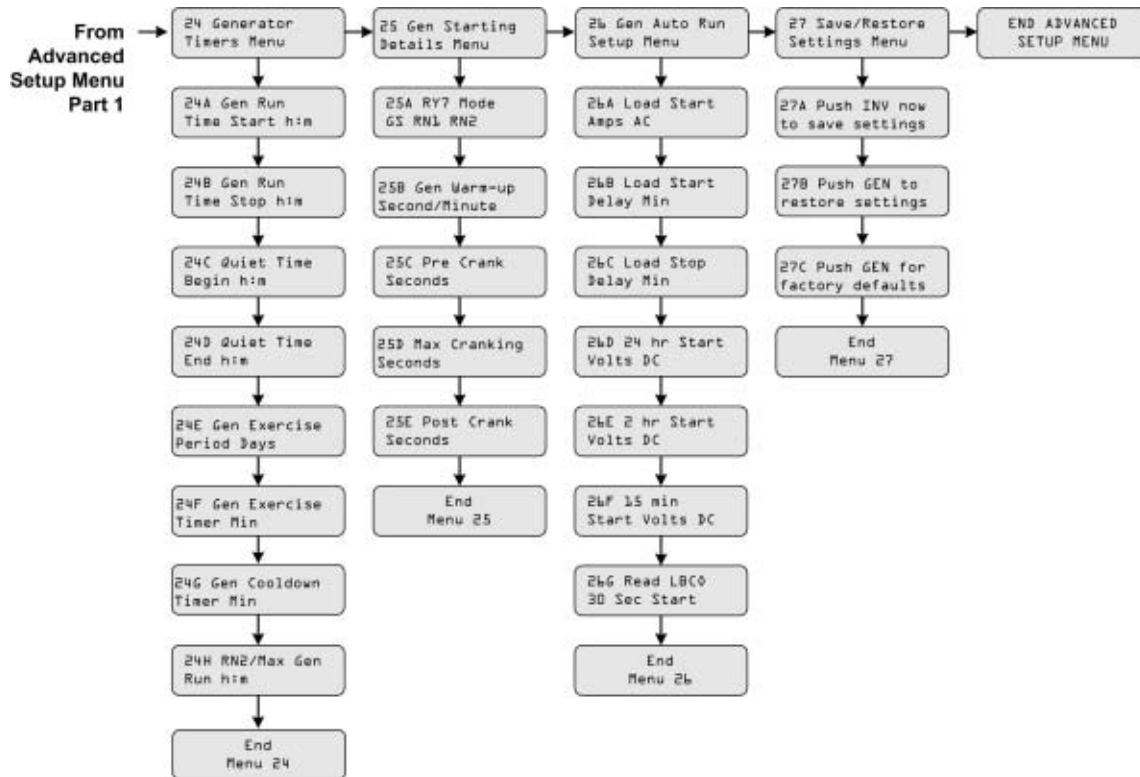 From
Advanced
Setup Menu
Part 1
24 Generator
Timers Menu
24A Gen Run
Time Start h:m
24B Gen Run
Time Stop h:m
24C Quiet Time
Begin h:m
24D Quiet Time
End h:m
24E Gen Exercise
Period Days
24F Gen Exercise
Timer Min
24G Gen Cooldown
Timer Min
24H RN2/Max Gen
Run h:m
End
Menu 24
25 Gen Starting
Details Menu
25A RY7 Mode
GS RN1 RN2
25B Gen Warm-up
Second/Minute
25C Pre Crank
Seconds
25D Max Cranking
Seconds
25E Post Crank
Seconds
End
Menu 25
26 Gen Auto Run
Setup Menu
26A Load Start
Amps AC
26B Load Start
Delay Min
26C Load Stop
Delay Min
26D 24 hr Start
Volts DC
26E 2 hr Start
Volts DC
26F 15 min
Start Volts DC
26G Read LBCO
30 Sec Start
End
Menu 26
27 Save/Restore
Settings Menu
27A Push INV now
to save settings
27B Push GEN to
restore settings
27C Push GEN for
factory defaults
End
Menu 27
END ADVANCED
SETUP MENU